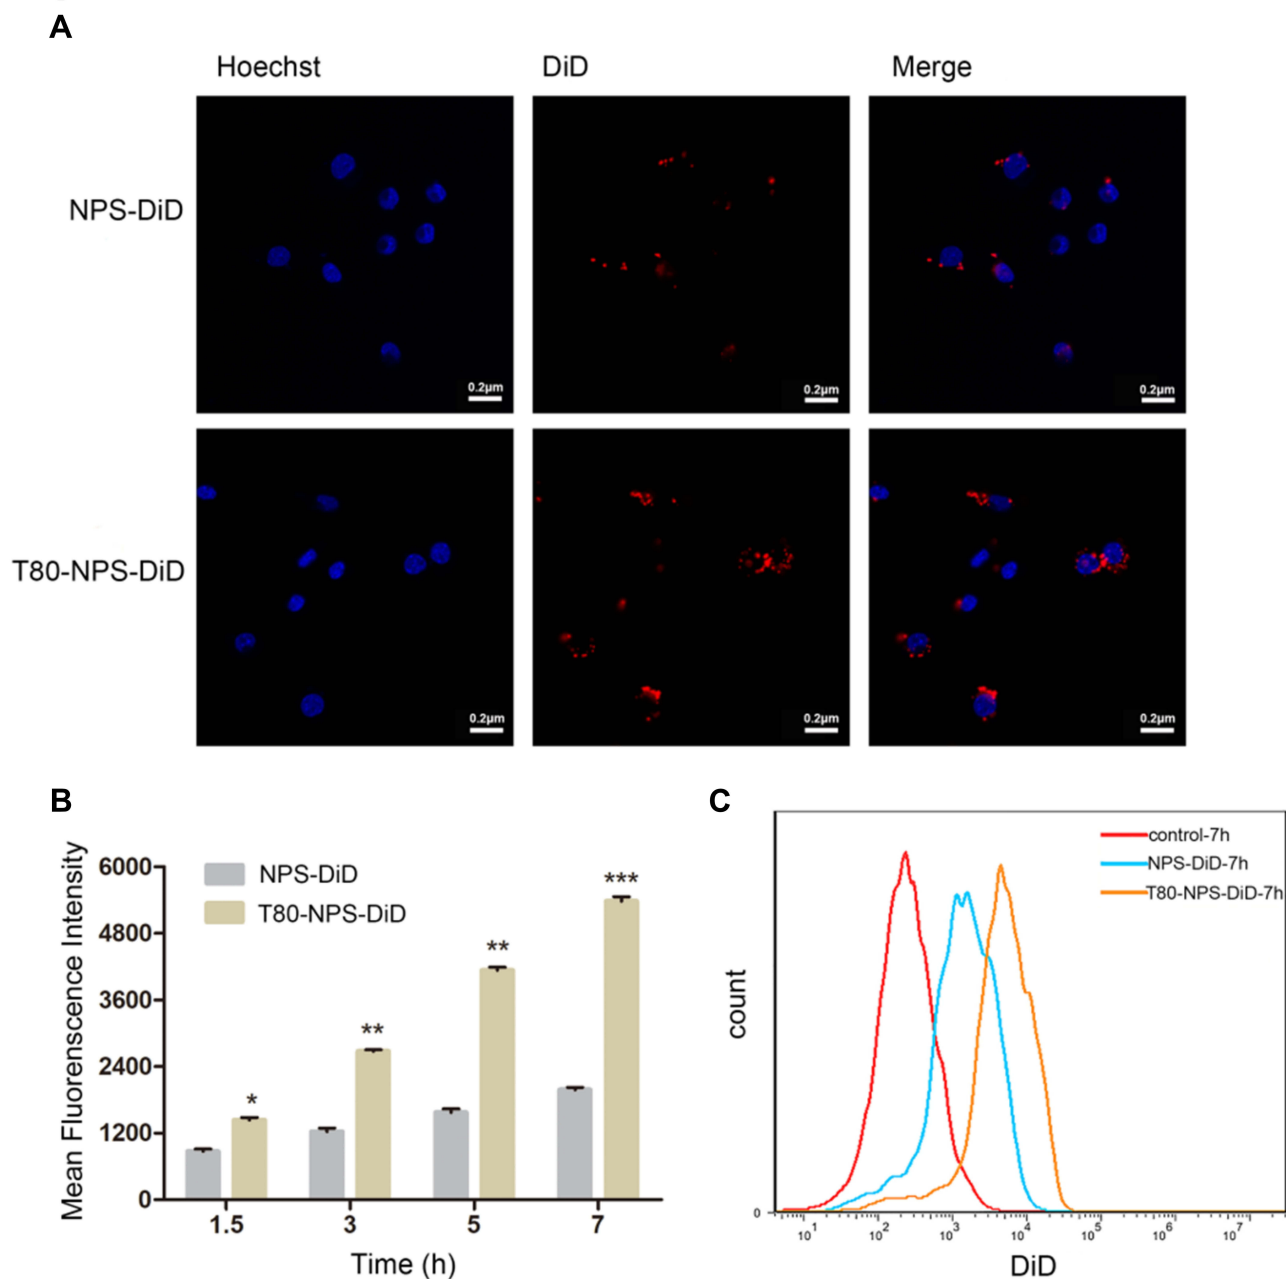 A
Hoechst DiD Merge
NPS-DiD
0.2μm 0.2μm 0.2μm
T80-NPS-DiD
0.2μm 0.2μm 0.2μm
B
Mean Fluorenscence Intensity
6000
4800
3600
2400
1200
0
NPS-DiD
T80-NPS-DiD
*
**
**
***
1.5 3 5 7
Time (h)
C
control-7h
NPS-DiD-7h
T80-NPS-DiD-7h
count
0
10¹ 10² 10³ 10⁴ 10⁵ 10⁶ 10⁷
DiD